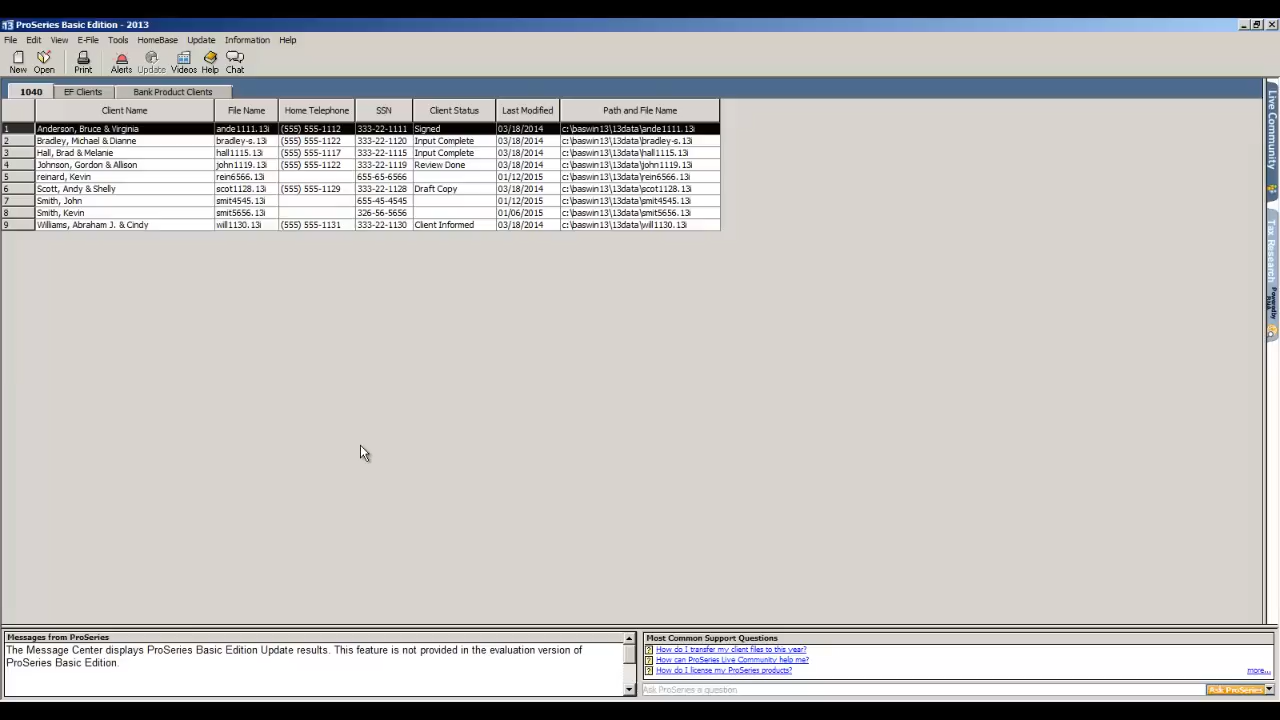 13 ProSeries Basic Edition - 2013
File Edit View E-File Tools HomeBase Update Information Help
New Open Print Alerts Update Videos Help Chat
1040 EF Clients Bank Product Clients
Client Name File Name Home Telephone SSN Client Status Last Modified Path and File Name
1 Anderson, Bruce & Virginia ande1111.13i (555) 555-1112 333-22-1111 Signed 03/18/2014 c:\baswin13\13data\ande1111.13i
2 Bradley, Michael & Dianne bradley-s.13i (555) 555-1122 333-22-1120 Input Complete 03/18/2014 c:\baswin13\13data\bradley-s.13i
3 Hall, Brad & Melanie hall1115.13i (555) 555-1117 333-22-1115 Input Complete 03/18/2014 c:\baswin13\13data\hall1115.13i
4 Johnson, Gordon & Allison john1119.13i (555) 555-1122 333-22-1119 Review Done 03/18/2014 c:\baswin13\13data\john1119.13i
5 reinard, Kevin rein6566.13i 655-65-6566 01/12/2015 c:\baswin13\13data\rein6566.13i
6 Scott, Andy & Shelly scot1128.13i (555) 555-1129 333-22-1128 Draft Copy 03/18/2014 c:\baswin13\13data\scot1128.13i
7 Smith, John smit4545.13i 655-45-4545 01/12/2015 c:\baswin13\13data\smit4545.13i
8 Smith, Kevin smit5656.13i 326-56-5656 01/06/2015 c:\baswin13\13data\smit5656.13i
9 Williams, Abraham J. & Cindy will1130.13i (555) 555-1131 333-22-1130 Client Informed 03/18/2014 c:\baswin13\13data\will1130.13i
Live Community
Tax Research
Powered by
Messages from ProSeries
The Message Center displays ProSeries Basic Edition Update results. This feature is not provided in the evaluation version of
ProSeries Basic Edition.
Most Common Support Questions
How do I transfer my client files to this year?
How can ProSeries Live Community help me?
How do I license my ProSeries products?
more...
Ask ProSeries a question
Ask ProSeries